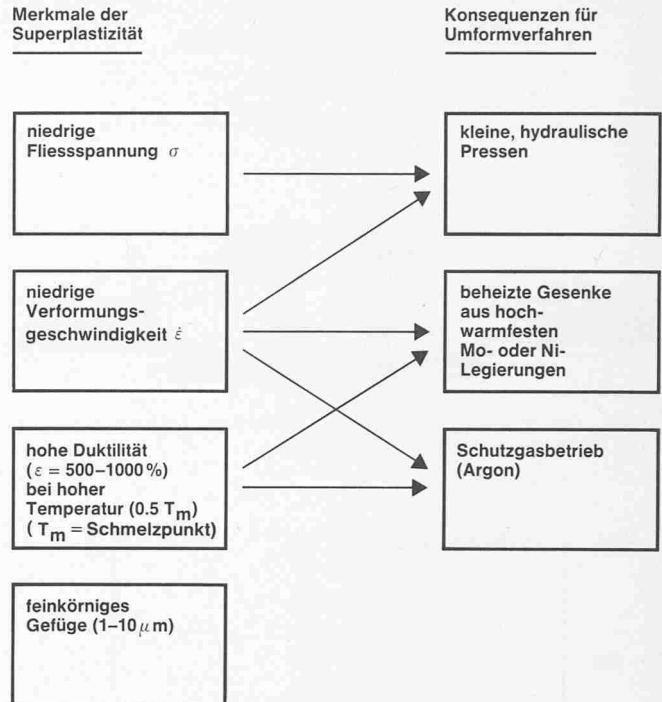 Merkmale der
Superplastizität
Konsequenzen für
Umformverfahren
niedrige
Fliessspannung σ
kleine, hydraulische
Pressen
niedrige
Verformungs-
geschwindigkeit ε̇
beheizte Gesenke
aus hoch-
warmfesten
Mo- oder Ni-
Legierungen
hohe Duktilität
(ε = 500–1000 %)
bei hoher
Temperatur (0.5 Tm)
( Tm = Schmelzpunkt)
Schutzgasbetrieb
(Argon)
feinkörniges
Gefüge (1–10 μm)